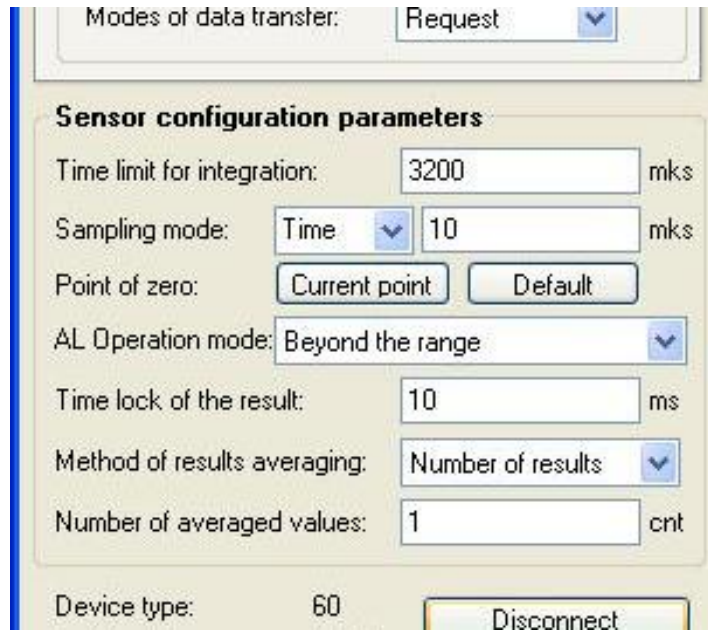 Modes of data transfer: Request
Sensor configuration parameters
Time limit for integration: 3200 mks
Sampling mode: Time 10 mks
Point of zero: Current point Default
AL Operation mode: Beyond the range
Time lock of the result: 10 ms
Method of results averaging: Number of results
Number of averaged values: 1 cnt
Device type: 60 Disconnect